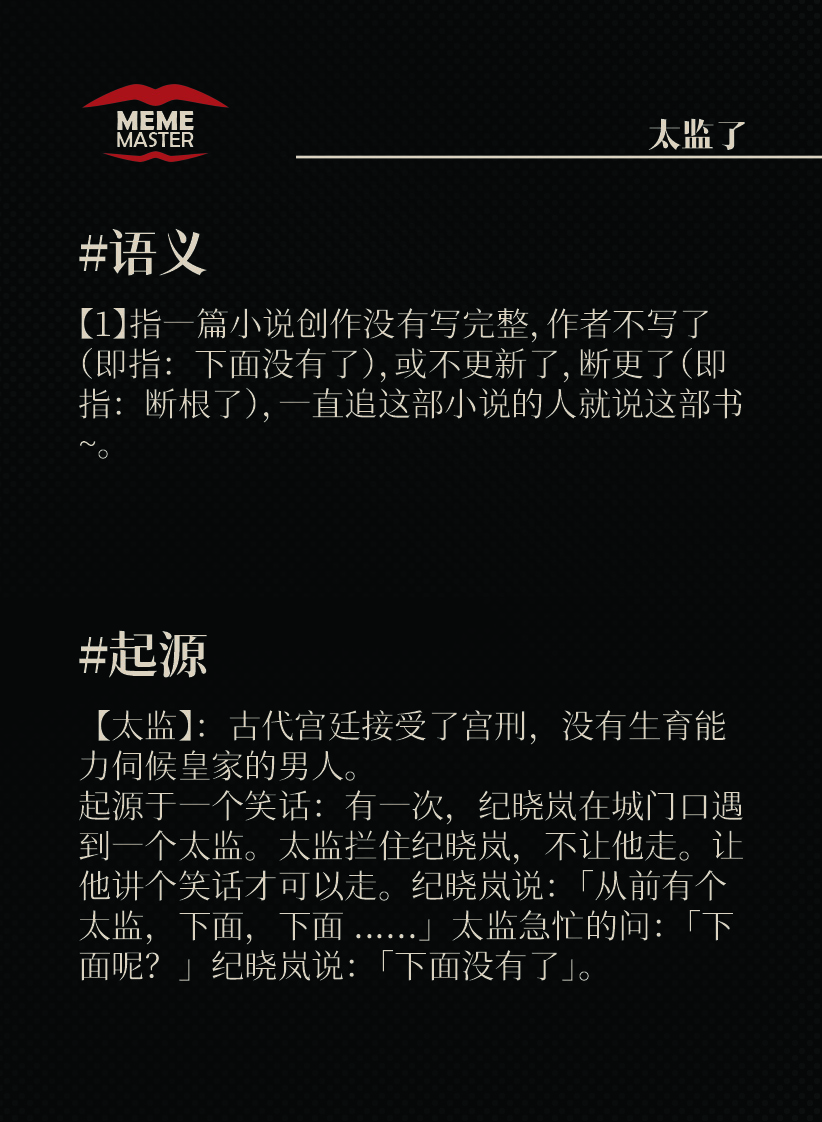 MEME
MASTER
太监了
#语义
【1】指一篇小说创作没有写完整，作者不写了
（即指：下面没有了），或不更新了，断更了（即
指：断根了），一直追这部小说的人就说这部书
~。
#起源
【太监】：古代宫廷接受了宫刑，没有生育能
力伺候皇家的男人。
起源于一个笑话：有一次，纪晓岚在城门口遇
到一个太监。太监拦住纪晓岚，不让他走。让
他讲个笑话才可以走。纪晓岚说：「从前有个
太监，下面，下面 ......」太监急忙的问：「下
面呢？」纪晓岚说：「下面没有了」。